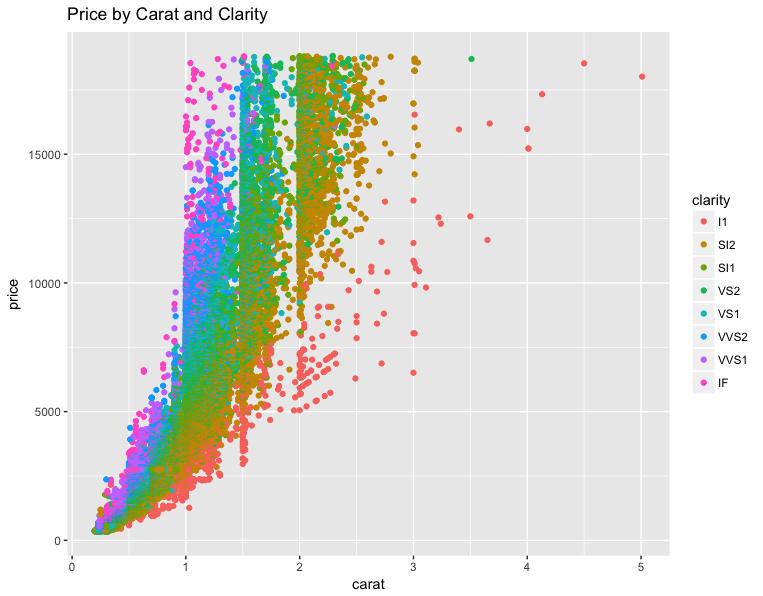 Price by Carat and Clarity
price
15000
10000
5000
0
0
1
2
3
4
5
carat
clarity
I1
SI2
SI1
VS2
VS1
VVS2
VVS1
IF